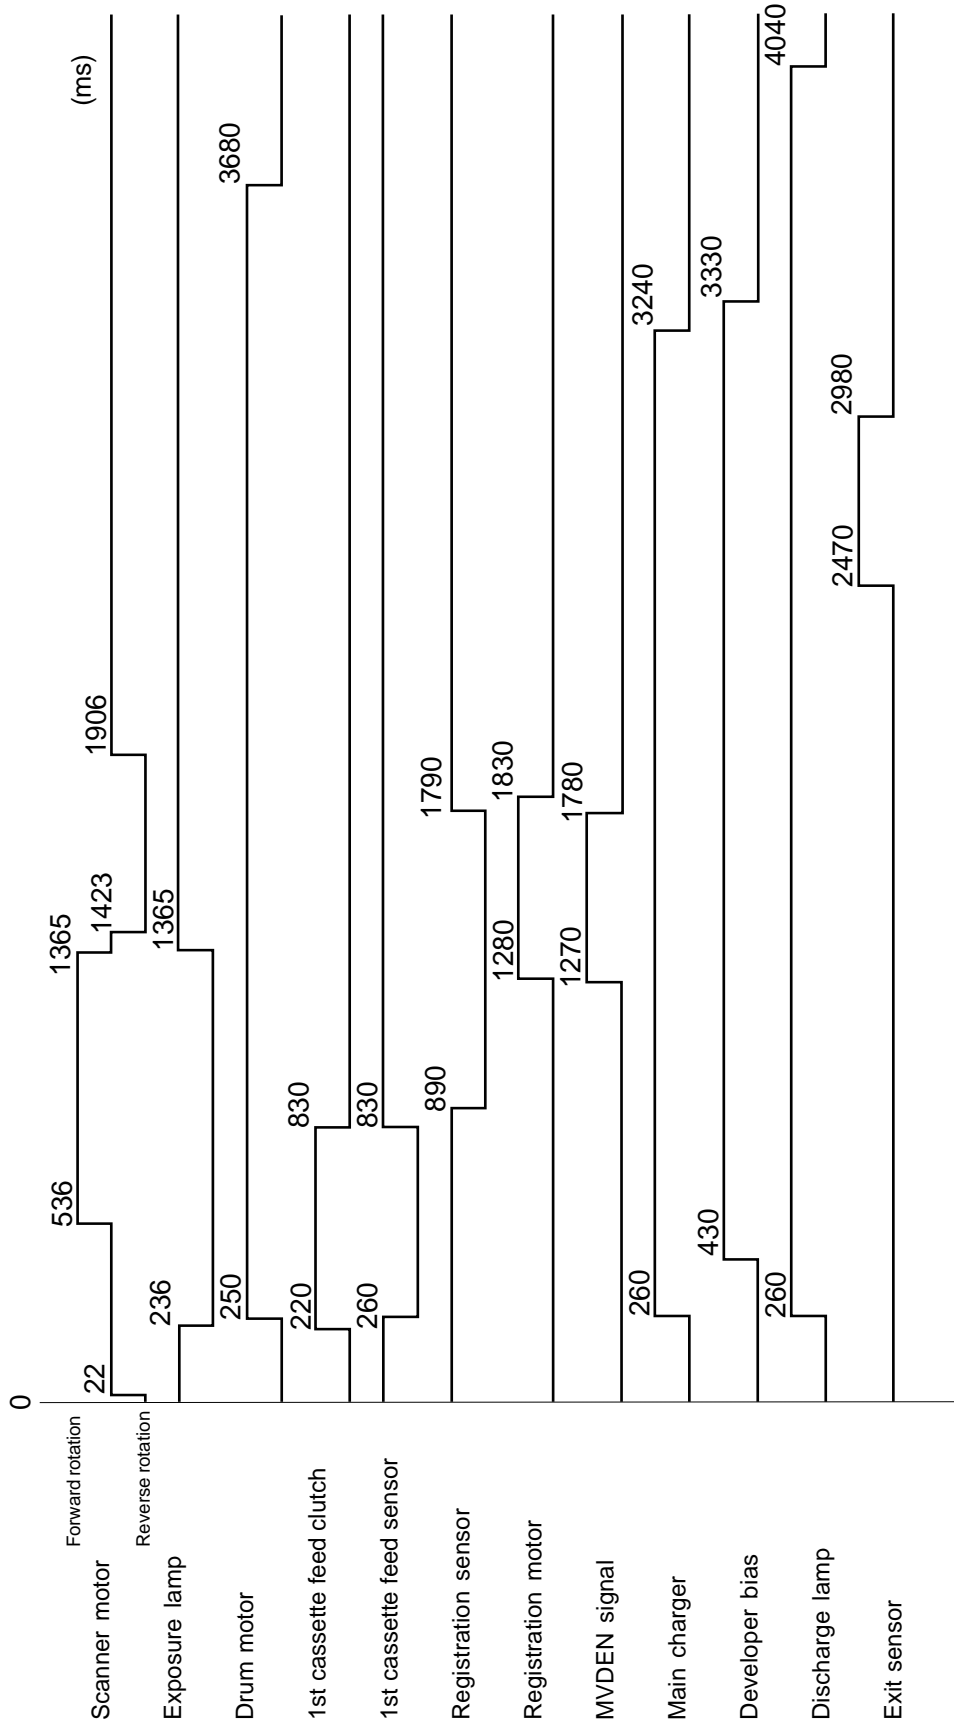 (ms)
0
Forward rotation
Scanner motor
Reverse rotation
22
536
1365
1423
1906
Exposure lamp
236
1365
Drum motor
250
3680
1st cassette feed clutch
220
830
1st cassette feed sensor
260
830
Registration sensor
890
1790
Registration motor
1280
1830
MVDEN signal
1270
1780
Main charger
260
3240
Developer bias
430
3330
Discharge lamp
260
4040
Exit sensor
2470
2980